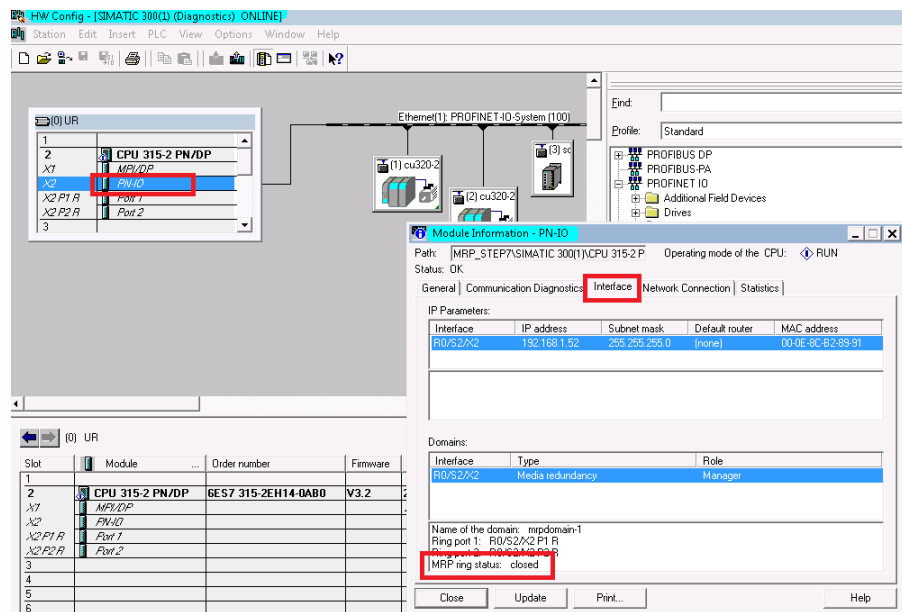 HW Config - [SIMATIC 300(1) (Diagnostics) ONLINE]
Station Edit Insert PLC View Options Window Help
(0) UR
1
2 CPU 315-2 PN/DP
X1 MPI/DP
X2 PN-IO
X2 P1 R Port 1
X2 P2 R Port 2
3
Ethernet(1): PROFINET-IO-System (100)
(1) cu320-2
(2) cu320-2
(3) sc
Find:
Profile: Standard
PROFIBUS DP
PROFIBUS-PA
PROFINET IO
Additional Field Devices
Drives
Module Information - PN-IO
Path: MRP_STEP7\SIMATIC 300(1)\CPU 315-2 P Operating mode of the CPU: RUN
Status: OK
General Communication Diagnostics Interface Network Connection Statistics
IP Parameters:
Interface IP address Subnet mask Default router MAC address
R0/S2/X2 192.168.1.52 255.255.255.0 (none) 00-0E-8C-B2-89-91
Domains:
Interface Type Role
R0/S2/X2 Media redundancy Manager
Name of the domain: mrpdomain-1
Ring port 1: R0/S2/X2 P1 R
Ring port 2: R0/S2/X2 P2 R
MRP ring status: closed
Close Update Print... Help
(0) UR
Slot Module ... Order number Firmware
1
2 CPU 315-2 PN/DP 6ES7 315-2EH14-0AB0 V3.2 2
X1 MPI/DP
X2 PN-IO
X2 P1 R Port 1
X2 P2 R Port 2
3
4
5
6